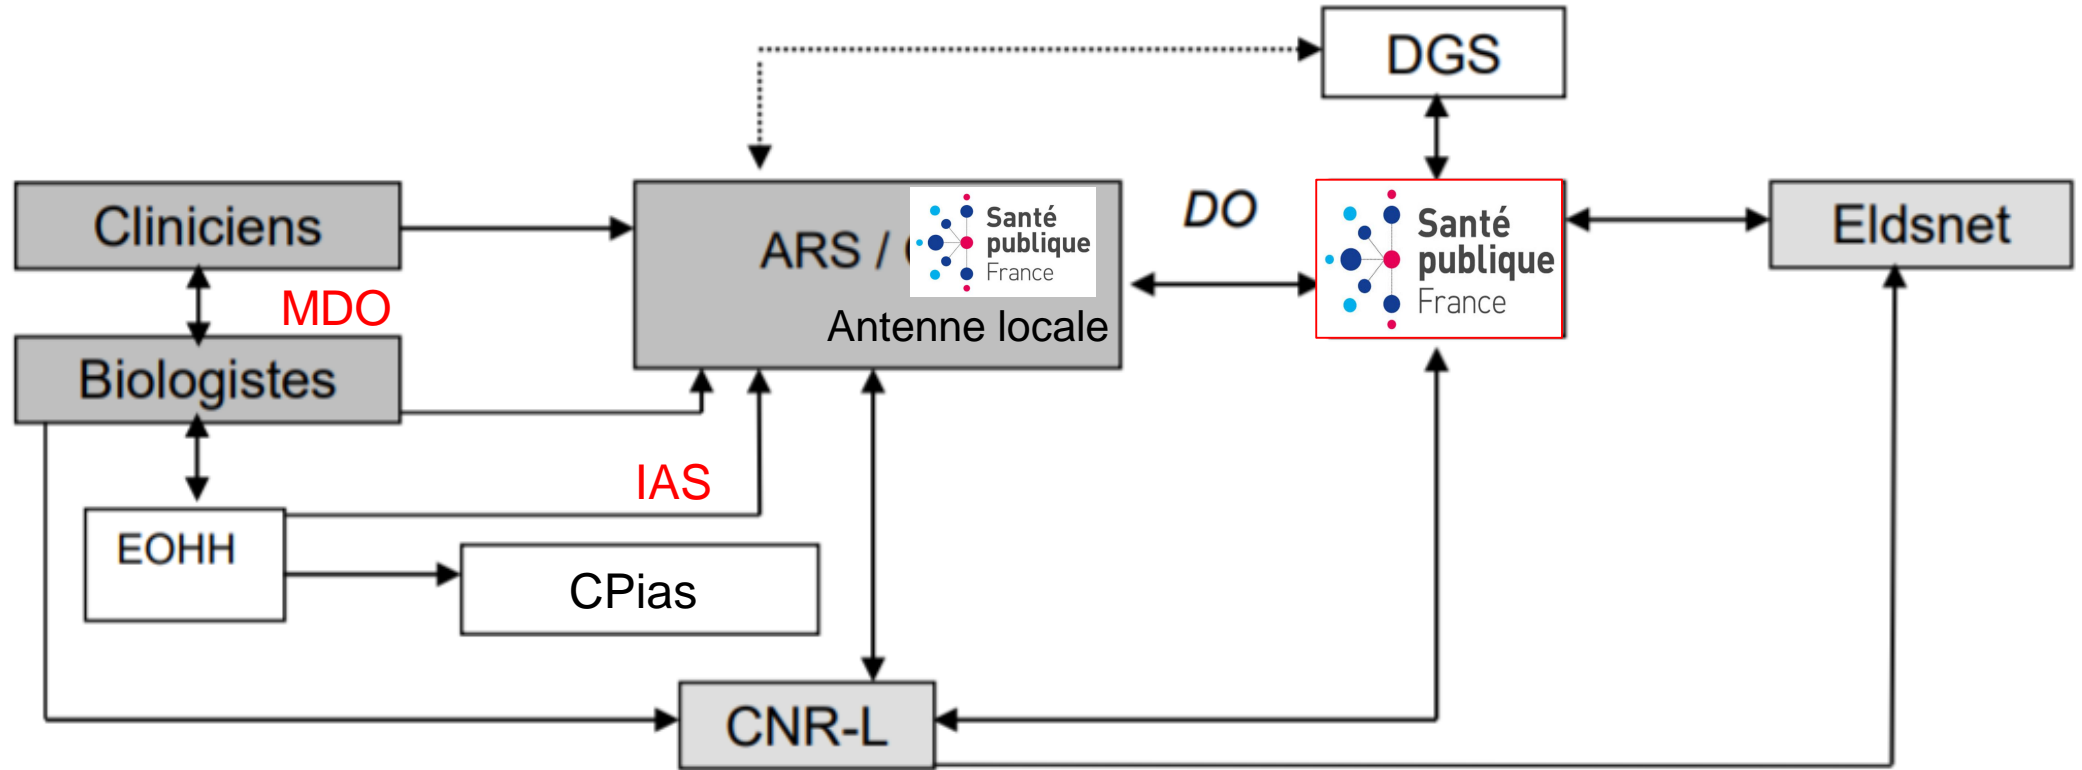 DGS
Cliniciens
MDO
Biologistes
ARS /
Santé
publique
France
Antenne locale
DO
Santé
publique
France
Eldsnet
IAS
EOHH
CPias
CNR-L